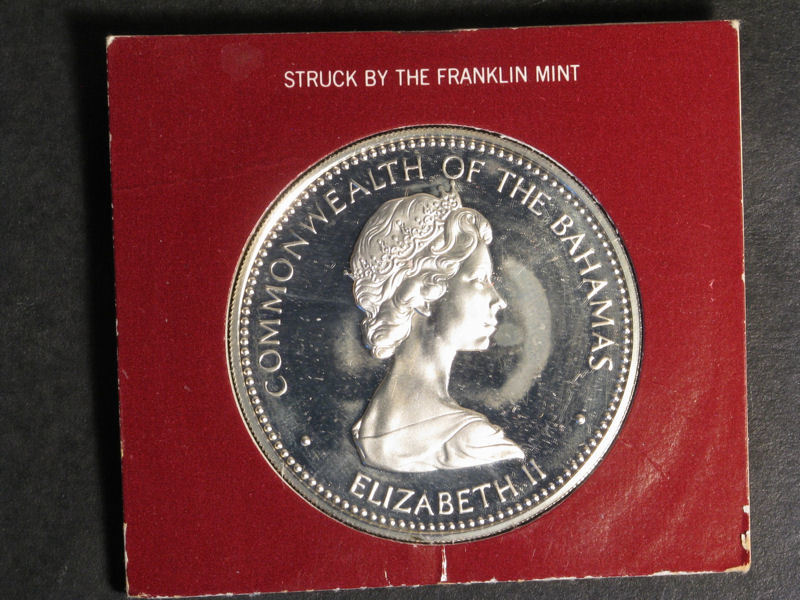 STRUCK BY THE FRANKLIN MINT
COMMONWEALTH OF THE BAHAMAS
ELIZABETH II